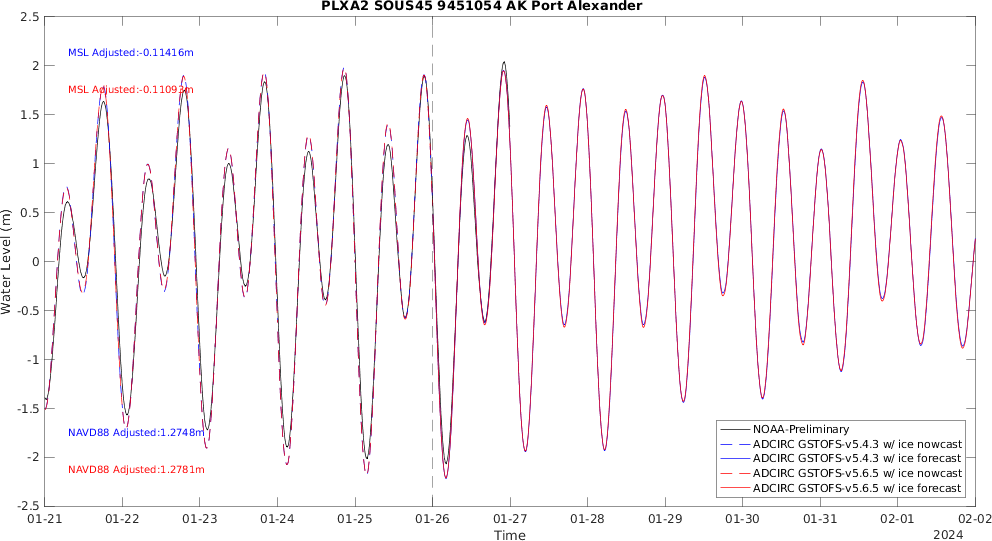 PLXA2 SOUS45 9451054 AK Port Alexander
2.5
2
1.5
1
0.5
0
-0.5
-1
-1.5
-2
-2.5
Water Level (m)
MSL Adjusted:-0.11416m
MSL Adjusted:-0.11092m
NAVD88 Adjusted:1.2748m
NAVD88 Adjusted:1.2781m
NOAA-Preliminary
ADCIRC GSTOFS-v5.4.3 w/ ice nowcast
ADCIRC GSTOFS-v5.4.3 w/ ice forecast
ADCIRC GSTOFS-v5.6.5 w/ ice nowcast
ADCIRC GSTOFS-v5.6.5 w/ ice forecast
01-21 01-22 01-23 01-24 01-25 01-26 01-27 01-28 01-29 01-30 01-31 02-01 02-02
Time
2024